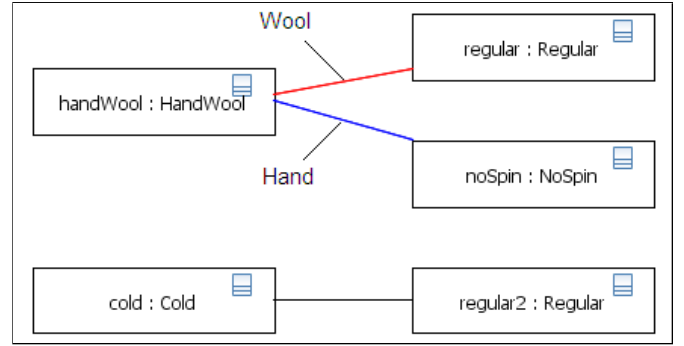 Wool
regular : Regular
handWool : HandWool
Hand
noSpin : NoSpin
cold : Cold
regular2 : Regular